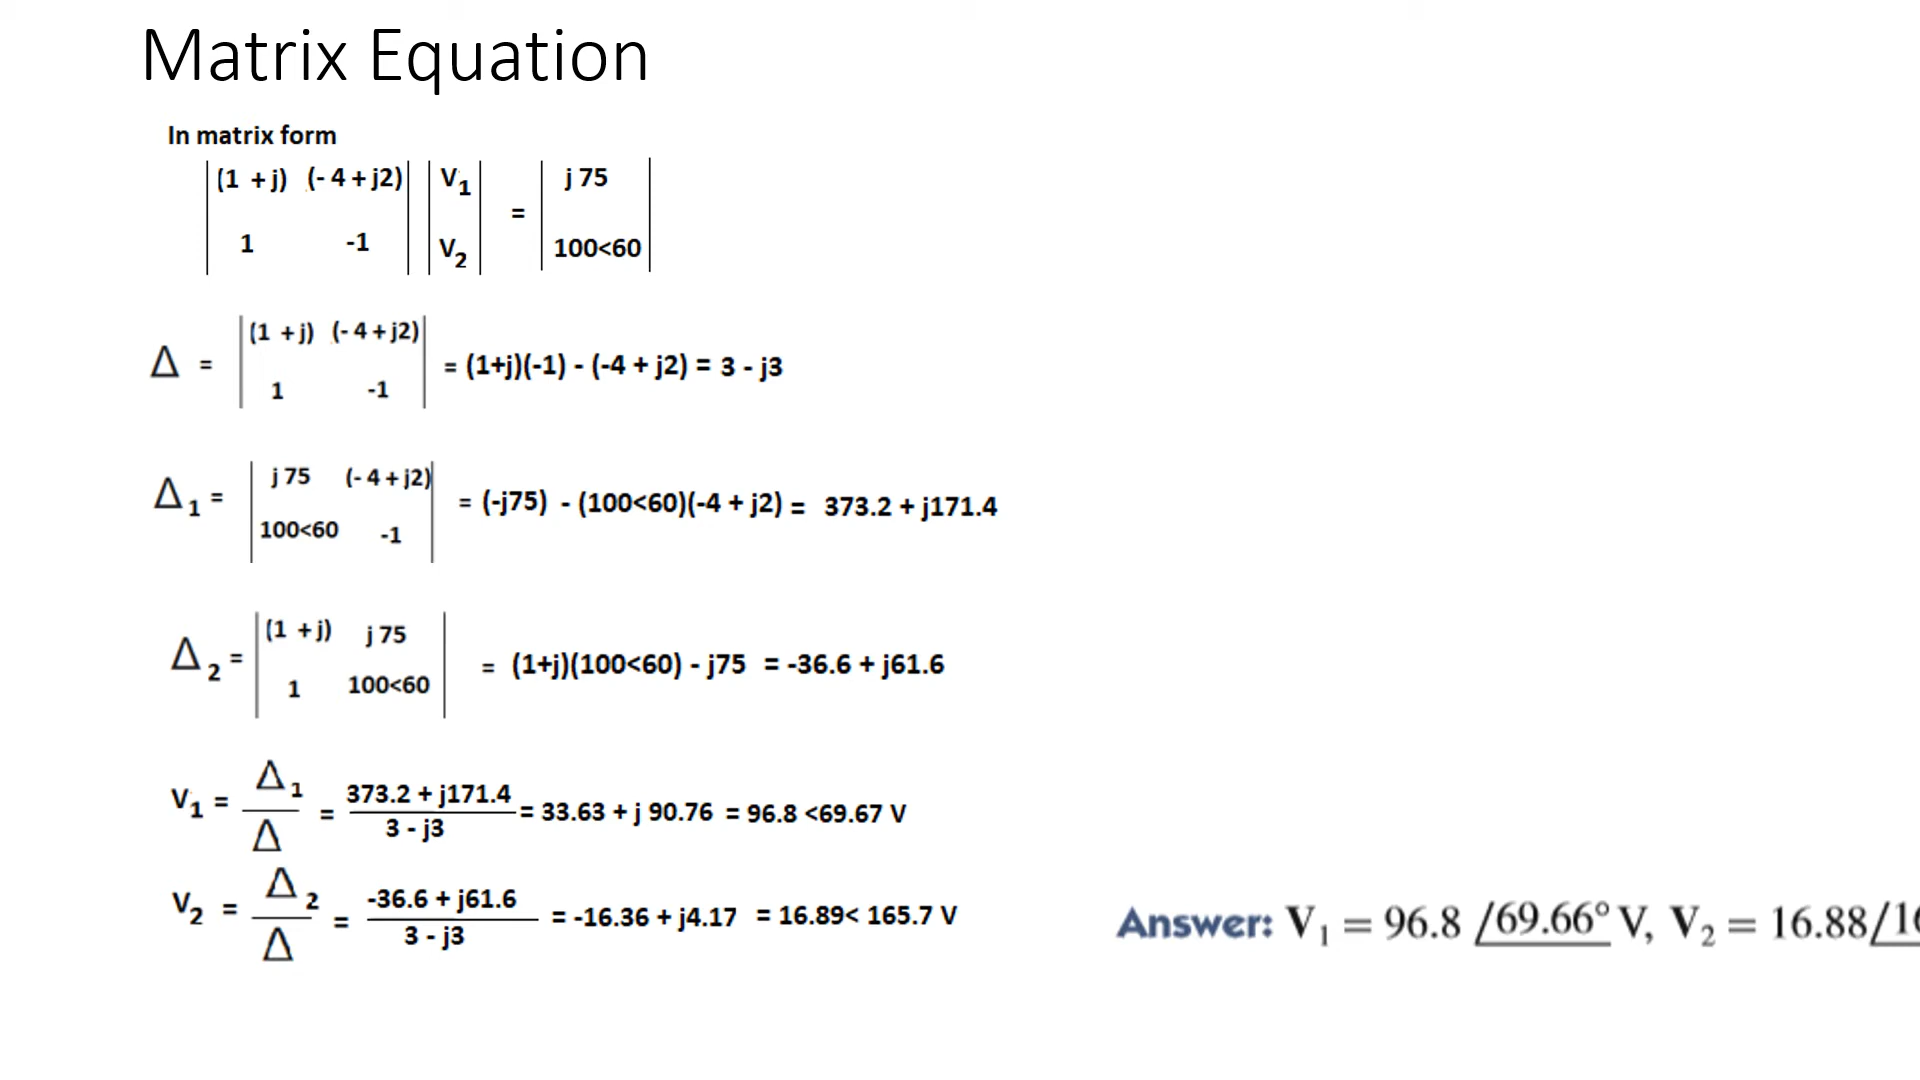 Matrix Equation
In matrix form
(1 + j) (- 4 + j2) V1 j 75
=
1 -1 V2 100<60
(1 + j) (- 4 + j2)
Δ = = (1+j)(-1) - (-4 + j2) = 3 - j3
1 -1
j 75 (- 4 + j2)
Δ1 = = (-j75) - (100<60)(-4 + j2) = 373.2 + j171.4
100<60 -1
(1 + j) j 75
Δ2 = = (1+j)(100<60) - j75 = -36.6 + j61.6
1 100<60
V1 = Δ1 / Δ = 373.2 + j171.4 / 3 - j3 = 33.63 + j 90.76 = 96.8 <69.67 V
V2 = Δ2 / Δ = -36.6 + j61.6 / 3 - j3 = -16.36 + j4.17 = 16.89< 165.7 V
Answer: V1 = 96.8 /69.66° V, V2 = 16.88/